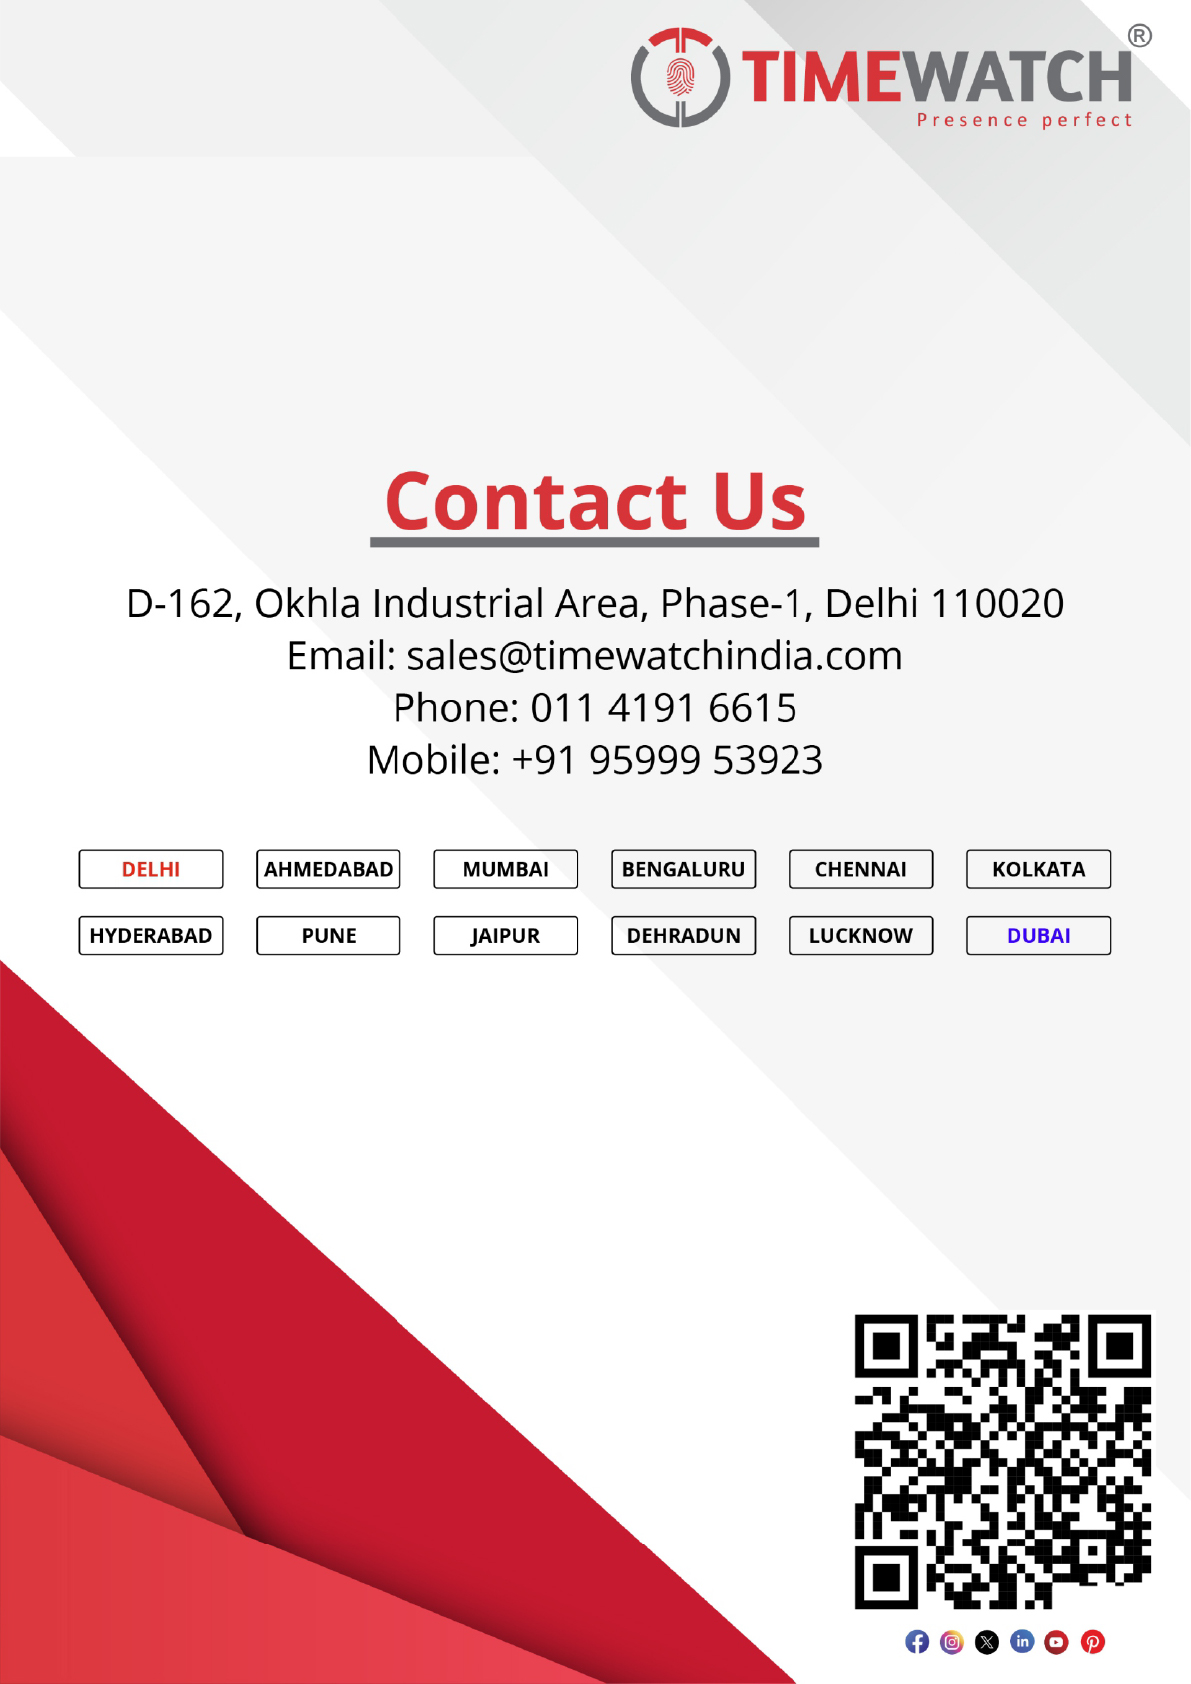 TIMEWATCH®
Presence perfect
Contact Us
D-162, Okhla Industrial Area, Phase-1, Delhi 110020
Email: sales@timewatchindia.com
Phone: 011 4191 6615
Mobile: +91 95999 53923
DELHI AHMEDABAD MUMBAI BENGALURU CHENNAI KOLKATA
HYDERABAD PUNE JAIPUR DEHRADUN LUCKNOW DUBAI